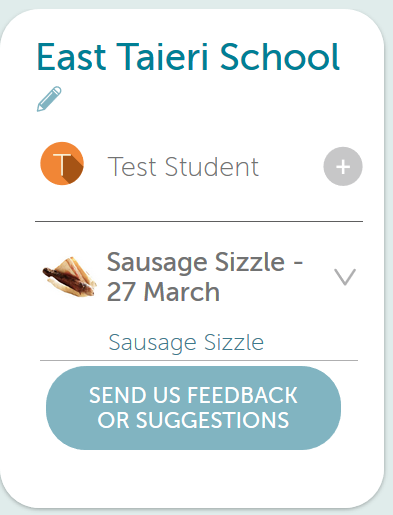 East Taieri School
T
Test Student
+
Sausage Sizzle -
27 March
Sausage Sizzle
SEND US FEEDBACK
OR SUGGESTIONS